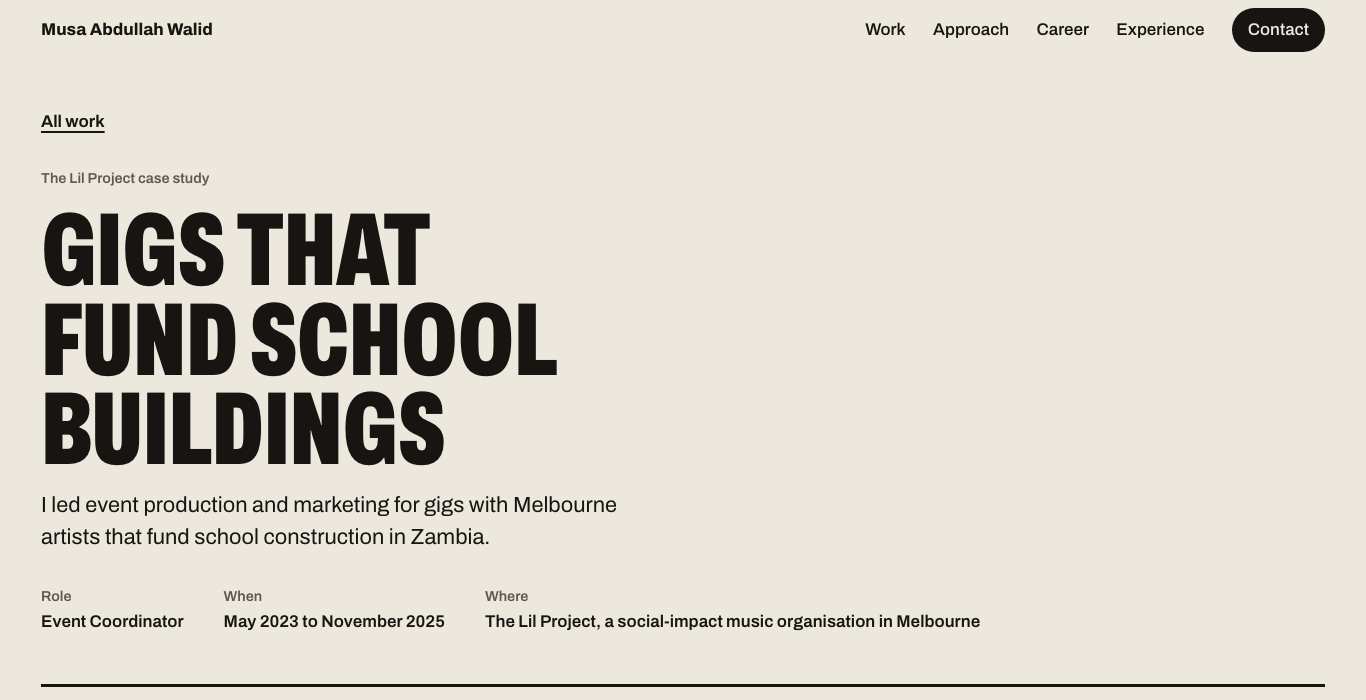 Musa Abdullah Walid
Work
Approach
Career
Experience
Contact
All work
The Lil Project case study
GIGS THAT
FUND SCHOOL
BUILDINGS
I led event production and marketing for gigs with Melbourne
artists that fund school construction in Zambia.
Role
Event Coordinator
When
May 2023 to November 2025
Where
The Lil Project, a social-impact music organisation in Melbourne